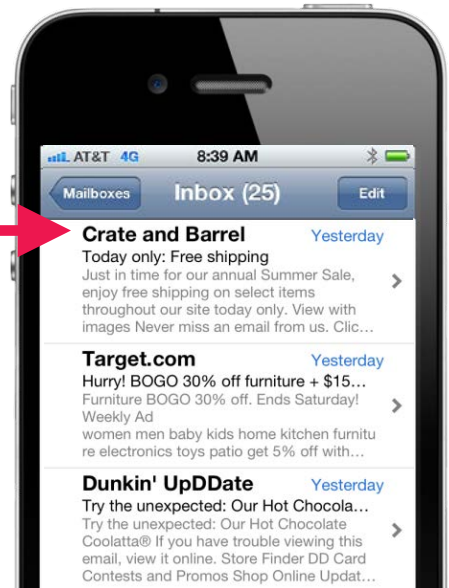 AT&T 4G 8:39 AM
Mailboxes Inbox (25) Edit
Crate and Barrel Yesterday
Today only: Free shipping
Just in time for our annual Summer Sale,
enjoy free shipping on select items
throughout our site today only. View with
images Never miss an email from us. Clic...
Target.com Yesterday
Hurry! BOGO 30% off furniture + $15...
Furniture BOGO 30% off. Ends Saturday!
Weekly Ad
women men baby kids home kitchen furnitu
re electronics toys patio get 5% off with...
Dunkin' UpDDate Yesterday
Try the unexpected: Our Hot Chocola...
Try the unexpected: Our Hot Chocolate
Coolatta® If you have trouble viewing this
email, view it online. Store Finder DD Card
Contests and Promos Shop Online Updat...